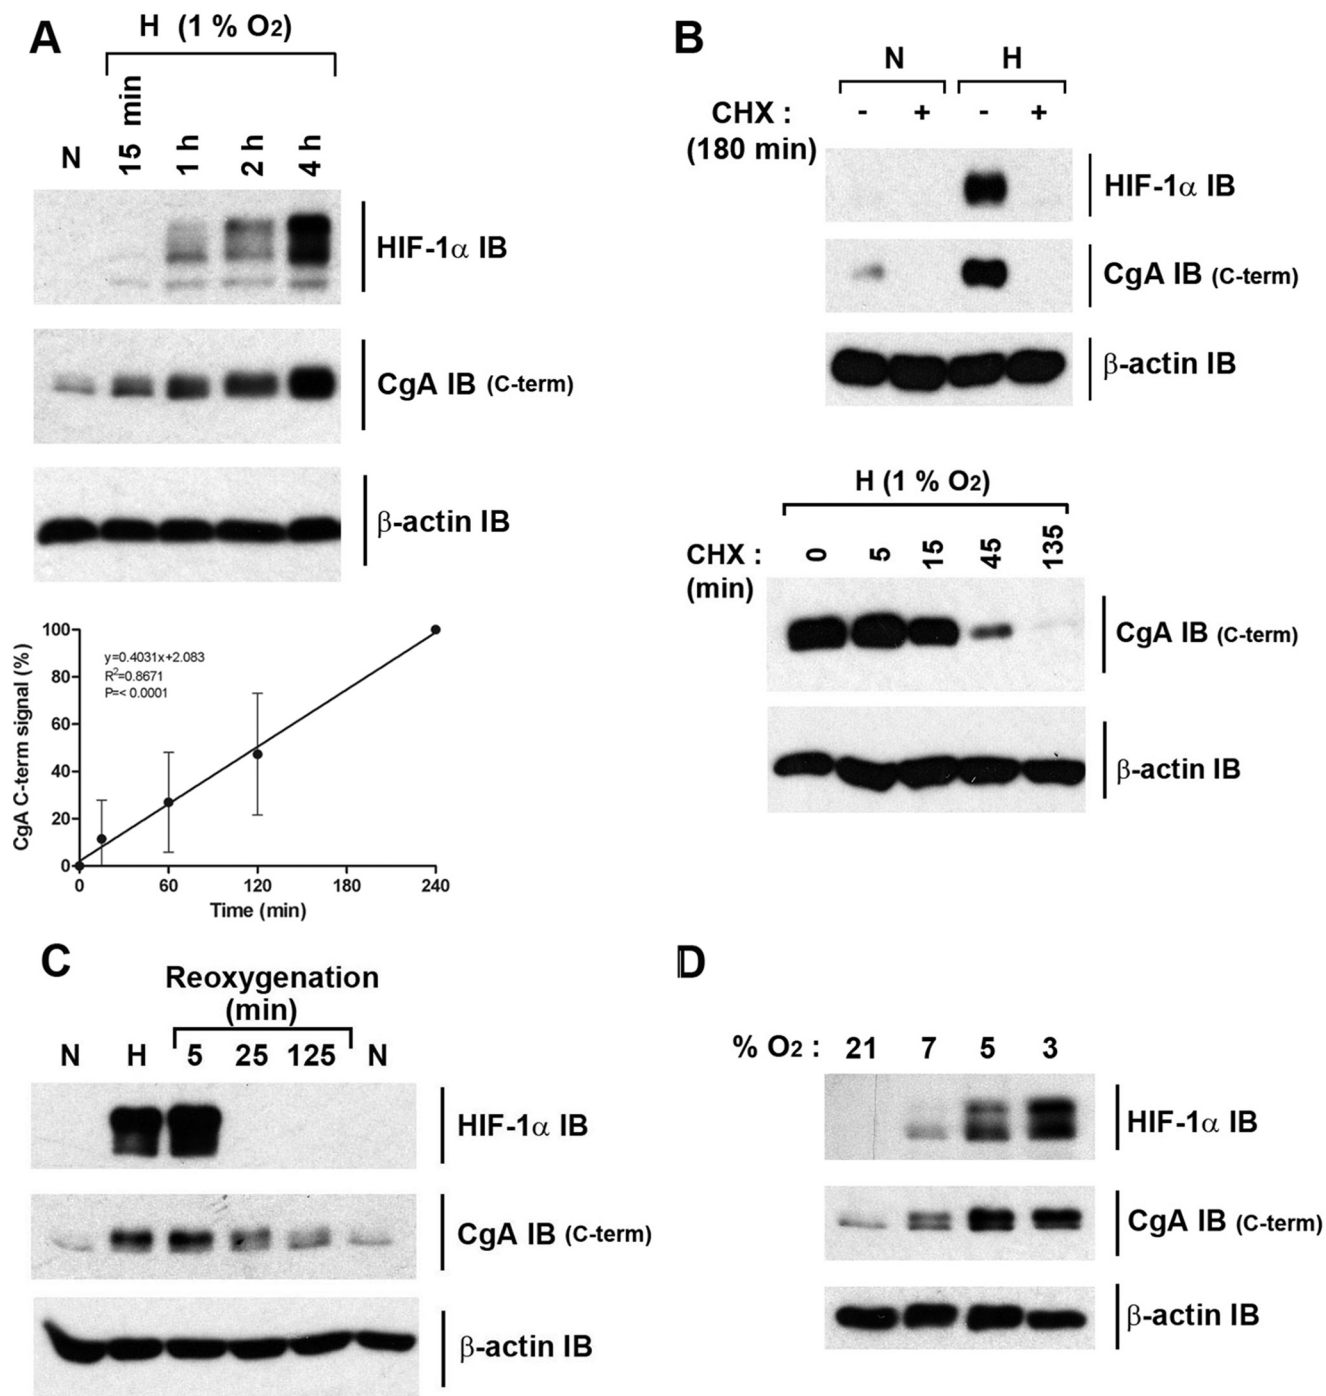 A
H (1 % O2)
N
15 min
1 h
2 h
4 h
HIF-1α IB
CgA IB (C-term)
β-actin IB
CgA C-term signal (%)
100
80
60
40
20
0
y=0.4031x+2.083
R2=0.8671
P=< 0.0001
0 60 120 180 240
Time (min)
B
N H
CHX : - + - +
(180 min)
HIF-1α IB
CgA IB (C-term)
β-actin IB
H (1 % O2)
CHX : 0 5 15 45 135
(min)
CgA IB (C-term)
β-actin IB
C
Reoxygenation
(min)
N H 5 25 125 N
HIF-1α IB
CgA IB (C-term)
β-actin IB
D
% O2 : 21 7 5 3
HIF-1α IB
CgA IB (C-term)
β-actin IB